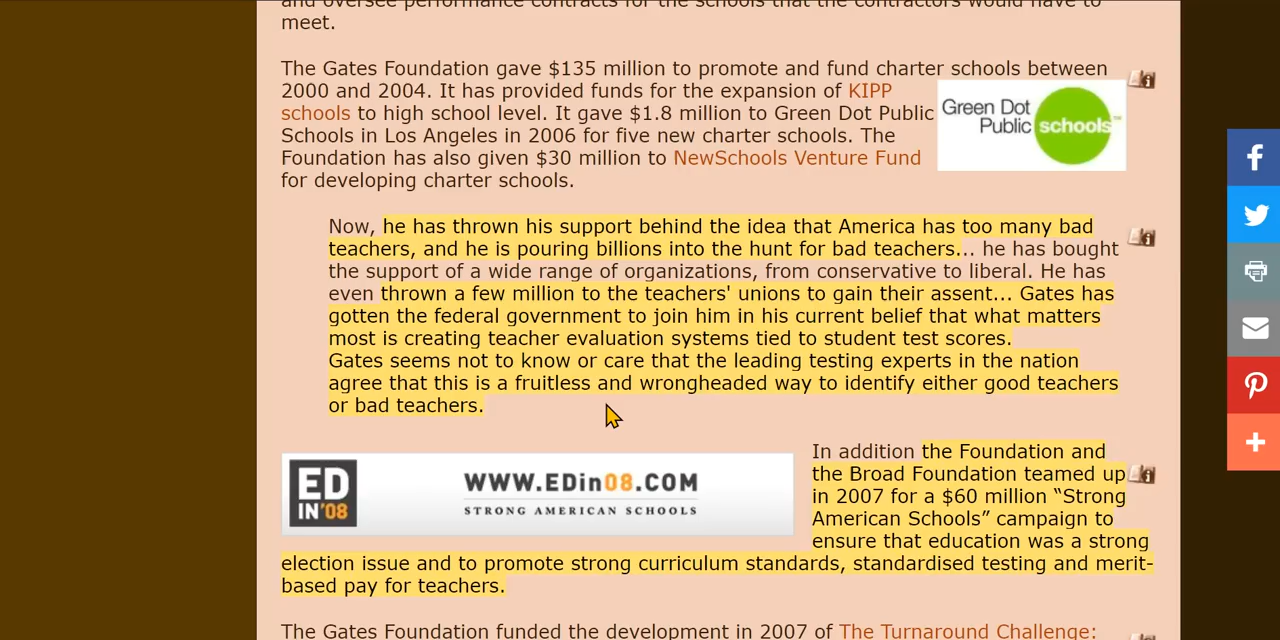 and oversee performance contracts for the schools that the contractors would have to
meet.
The Gates Foundation gave $135 million to promote and fund charter schools between
2000 and 2004. It has provided funds for the expansion of KIPP
schools to high school level. It gave $1.8 million to Green Dot Public
Schools in Los Angeles in 2006 for five new charter schools. The
Foundation has also given $30 million to NewSchools Venture Fund
for developing charter schools.
Green Dot
Public schools™
Now, he has thrown his support behind the idea that America has too many bad
teachers, and he is pouring billions into the hunt for bad teachers... he has bought
the support of a wide range of organizations, from conservative to liberal. He has
even thrown a few million to the teachers' unions to gain their assent... Gates has
gotten the federal government to join him in his current belief that what matters
most is creating teacher evaluation systems tied to student test scores.
Gates seems not to know or care that the leading testing experts in the nation
agree that this is a fruitless and wrongheaded way to identify either good teachers
or bad teachers.
ED
IN'08
WWW.EDin08.COM
STRONG AMERICAN SCHOOLS
In addition the Foundation and
the Broad Foundation teamed up
in 2007 for a $60 million “Strong
American Schools” campaign to
ensure that education was a strong
election issue and to promote strong curriculum standards, standardised testing and merit-
based pay for teachers.
The Gates Foundation funded the development in 2007 of The Turnaround Challenge: